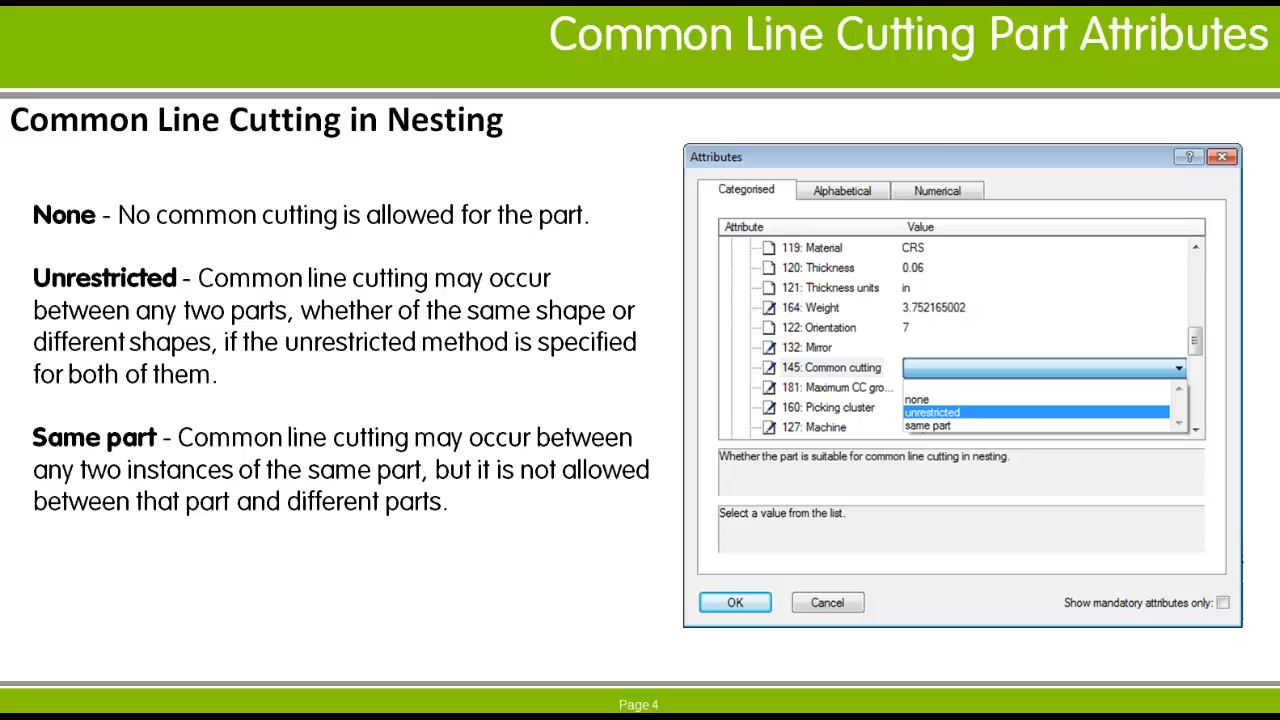 Common Line Cutting Part Attributes
Common Line Cutting in Nesting
None - No common cutting is allowed for the part.
Unrestricted - Common line cutting may occur
between any two parts, whether of the same shape or
different shapes, if the unrestricted method is specified
for both of them.
Same part - Common line cutting may occur between
any two instances of the same part, but it is not allowed
between that part and different parts.
Attributes
Categorised Alphabetical Numerical
Attribute Value
119: Material CRS
120: Thickness 0.06
121: Thickness units in
164: Weight 3.752165002
122: Orientation 7
132: Mirror
145: Common cutting
181: Maximum CC gro...
none
160: Picking cluster
unrestricted
127: Machine
same part
Whether the part is suitable for common line cutting in nesting.
Select a value from the list.
OK Cancel Show mandatory attributes only:
Page 4